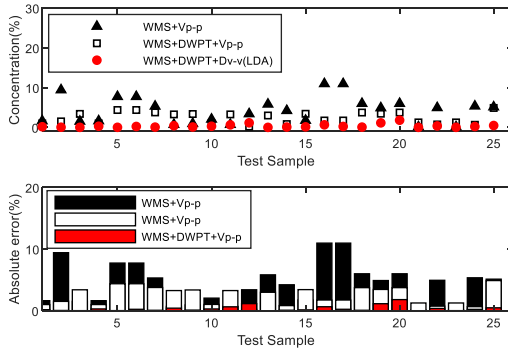 Concentration(%)
30
20
10
0
WMS+Vp-p
WMS+DWPT+Vp-p
WMS+DWPT+Dv-v(LDA)
5
10
15
20
25
Test Sample
Absolute error(%)
20
10
0
WMS+Vp-p
WMS+Vp-p
WMS+DWPT+Vp-p
5
10
15
20
25
Test Sample